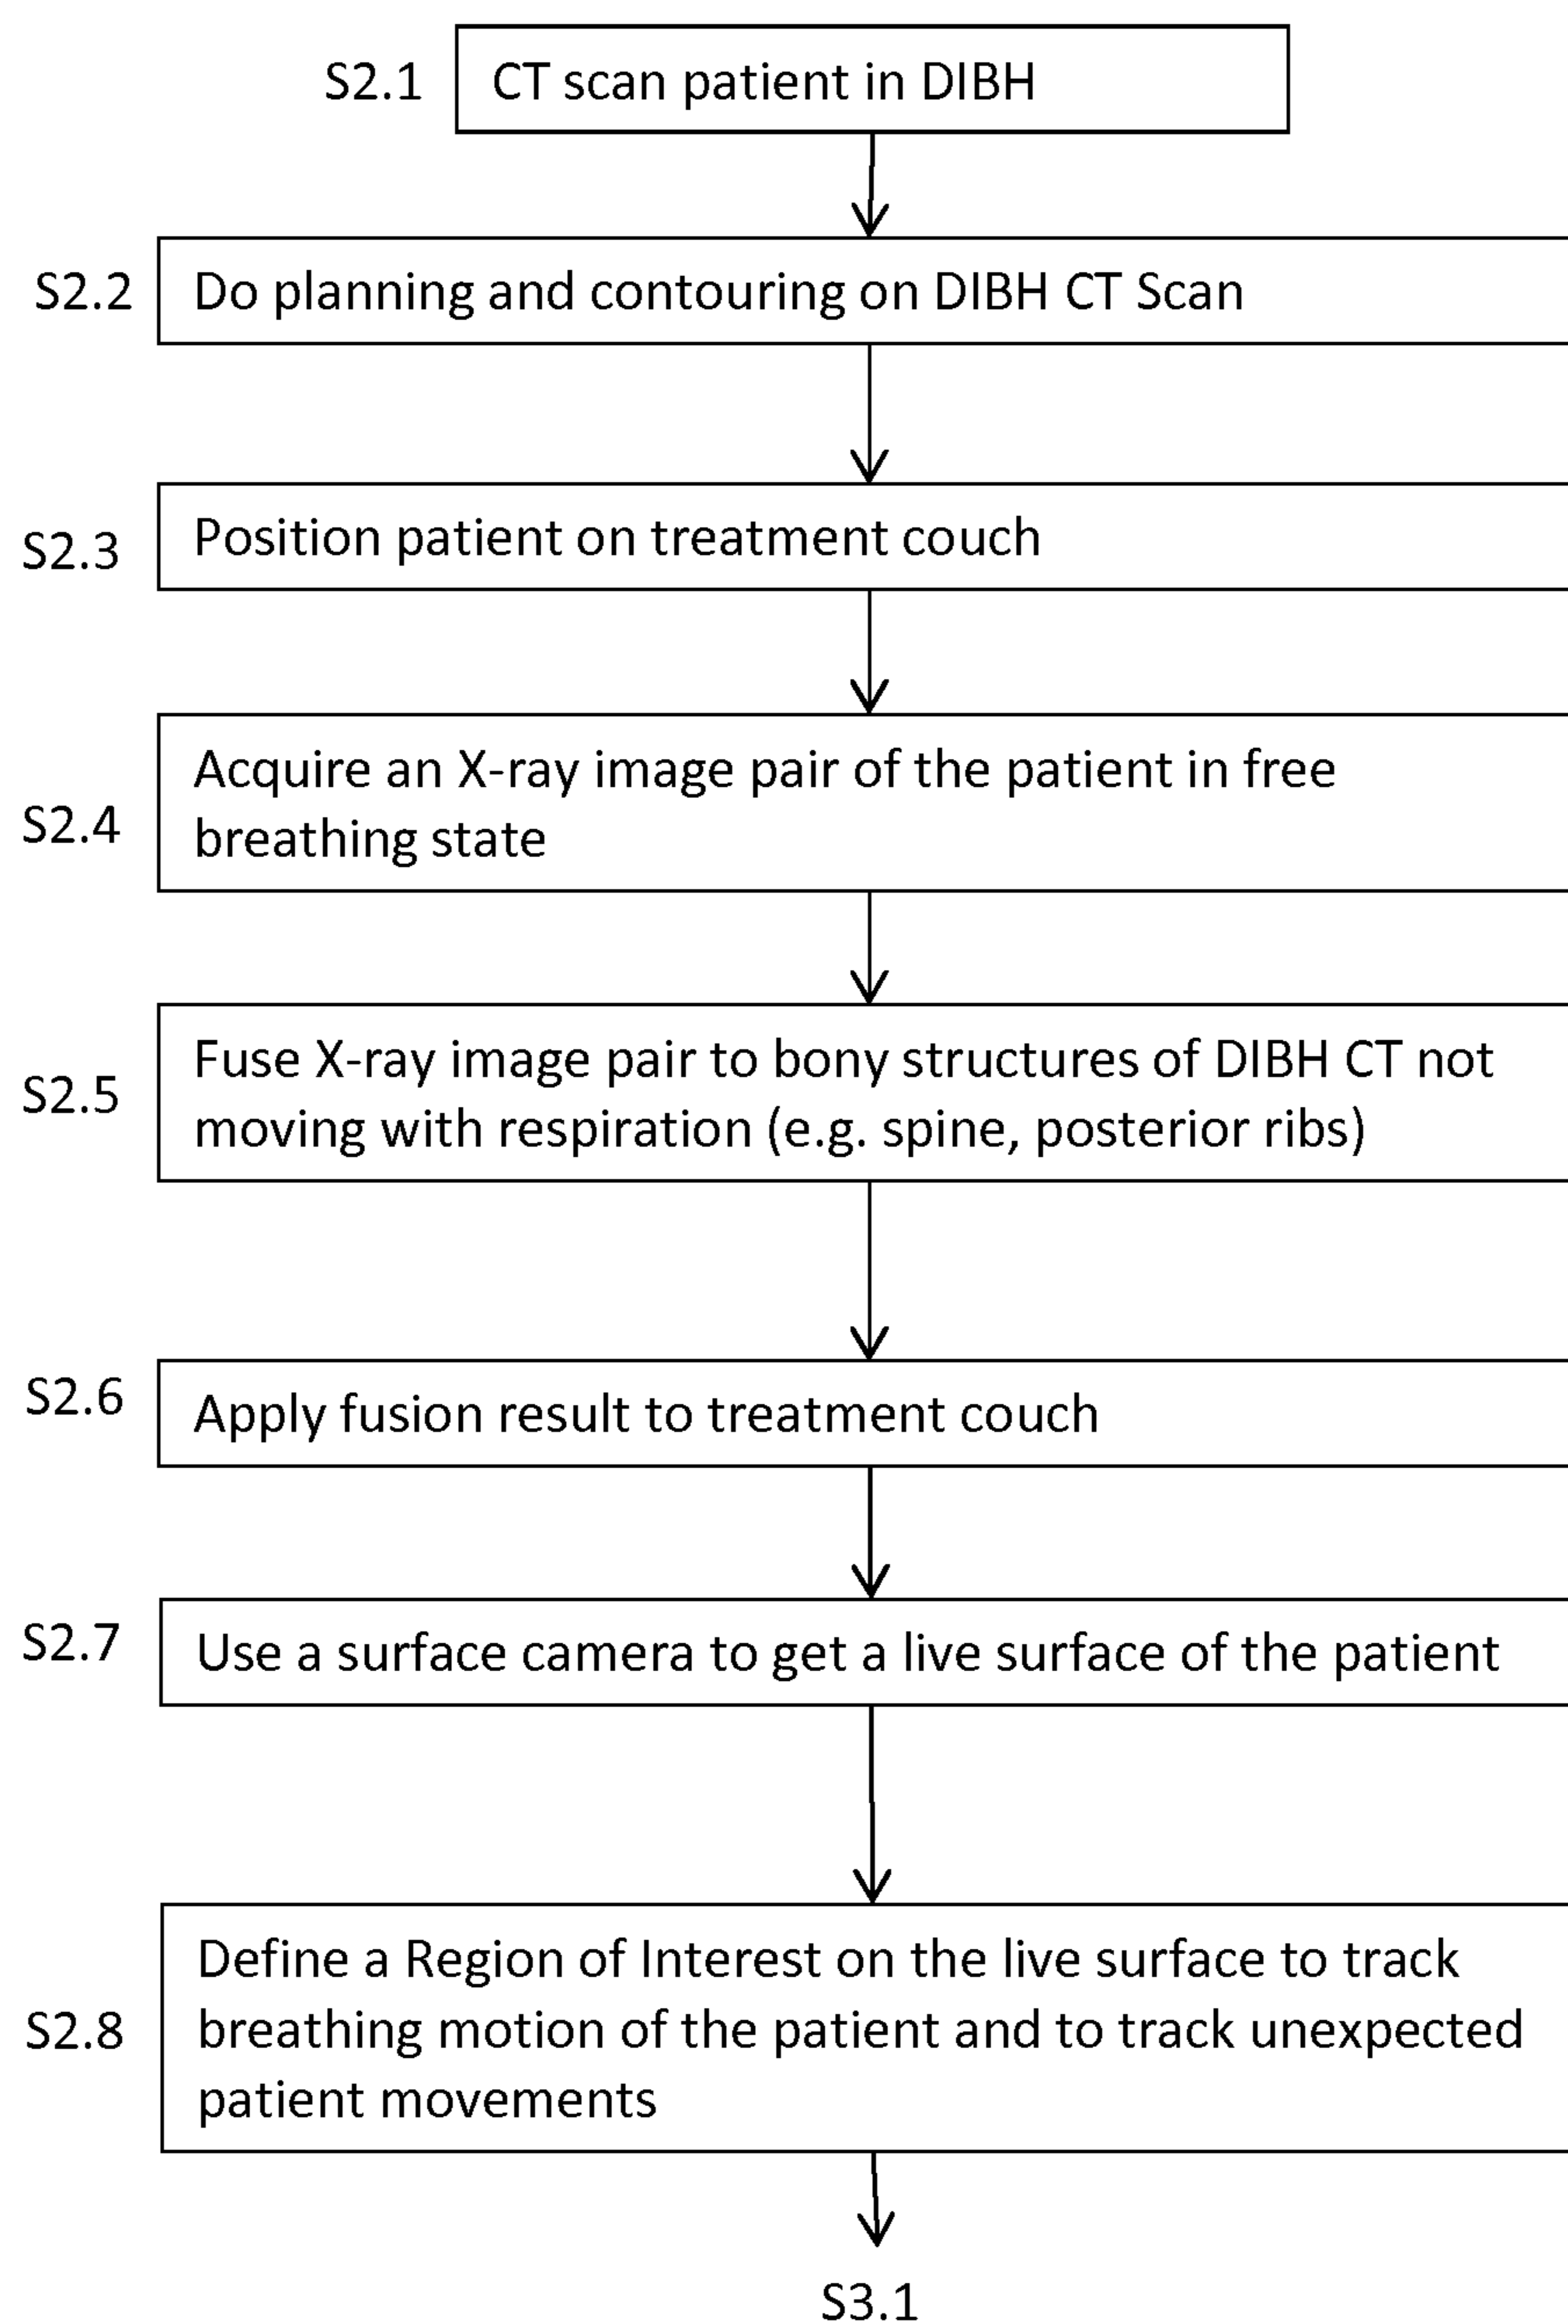 S2.1 CT scan patient in DIBH
S2.2 Do planning and contouring on DIBH CT Scan
S2.3 Position patient on treatment couch
Acquire an X-ray image pair of the patient in free
S2.4
breathing state
Fuse X-ray image pair to bony structures of DIBH CT not
S2.5
moving with respiration (e.g. spine, posterior ribs)
S2.6 Apply fusion result to treatment couch
S2.7 Use a surface camera to get a live surface of the patient
Define a Region of Interest on the live surface to track
S2.8 breathing motion of the patient and to track unexpected
patient movements
S3.1